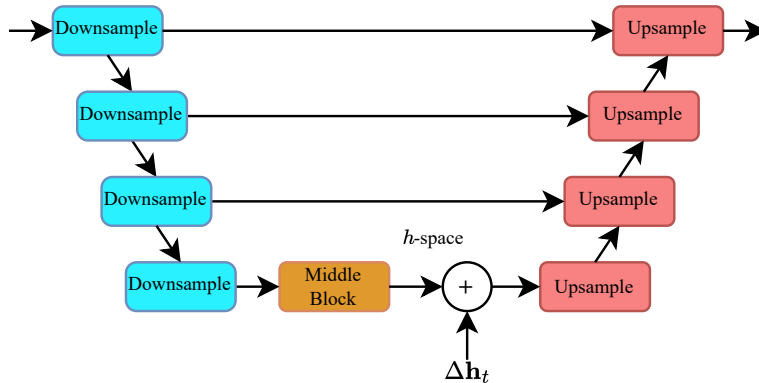 Downsample
Upsample
Downsample
Upsample
Downsample
Upsample
h-space
Downsample
Middle
Block
+
Upsample
Δh_t